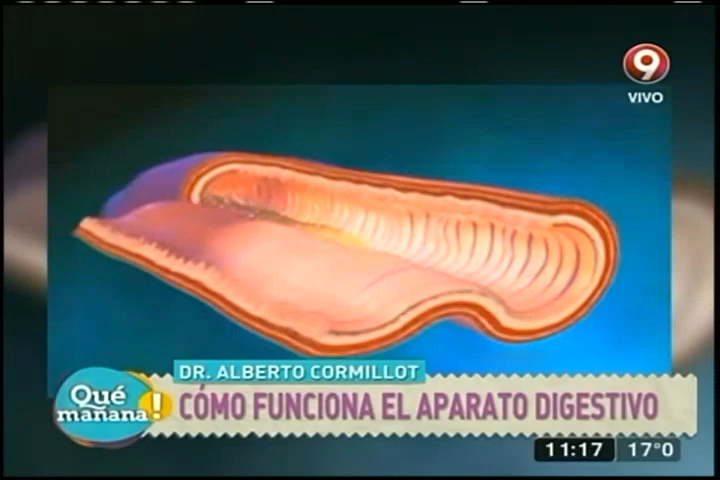 9
VIVO
DR. ALBERTO CORMILLOT
Qué mañana!
CÓMO FUNCIONA EL APARATO DIGESTIVO
11:17 17°0